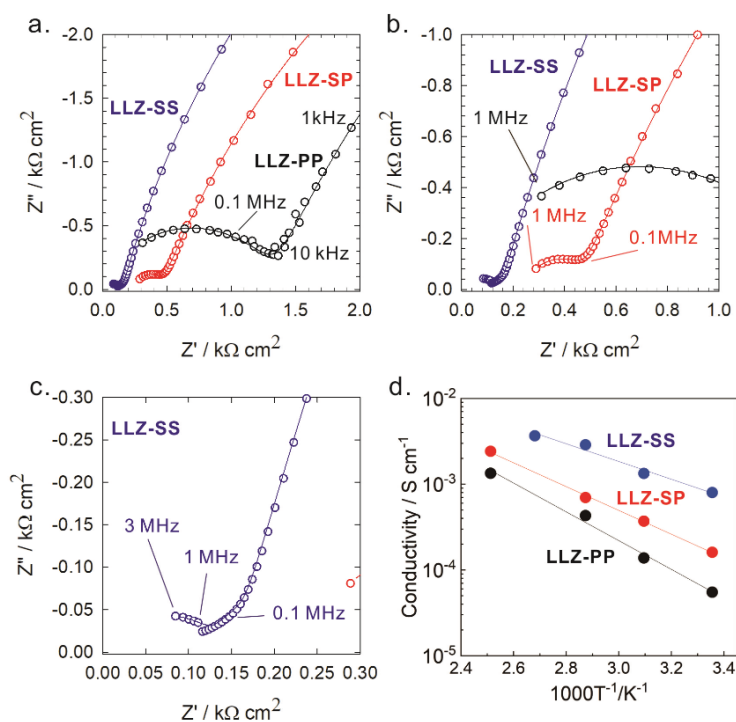 a.
-2.0
-1.5
-1.0
-0.5
0.0
Z'' / kΩ cm²
LLZ-SS
LLZ-SP
LLZ-PP
1kHz
0.1 MHz
10 kHz
0.0 0.5 1.0 1.5 2.0
Z' / kΩ cm²
b.
-1.0
-0.8
-0.6
-0.4
-0.2
0.0
Z'' / kΩ cm²
LLZ-SS
LLZ-SP
1 MHz
1 MHz
0.1MHz
0.0 0.2 0.4 0.6 0.8 1.0
Z' / kΩ cm²
c.
-0.30
-0.25
-0.20
-0.15
-0.10
-0.05
0.00
Z'' / kΩ cm²
LLZ-SS
3 MHz
1 MHz
0.1 MHz
0.00 0.05 0.10 0.15 0.20 0.25 0.30
Z' / kΩ cm²
d.
10⁻²
10⁻³
10⁻⁴
10⁻⁵
Conductivity / S cm⁻¹
LLZ-SS
LLZ-SP
LLZ-PP
2.4 2.6 2.8 3.0 3.2 3.4
1000T⁻¹/K⁻¹